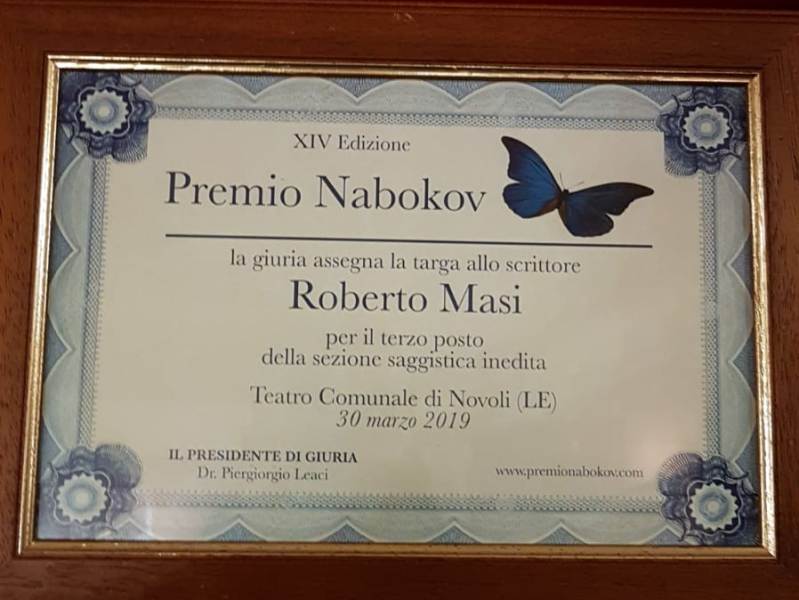 XIV Edizione
Premio Nabokov
la giuria assegna la targa allo scrittore
Roberto Masi
per il terzo posto
della sezione saggistica inedita
Teatro Comunale di Novoli (LE)
30 marzo 2019
IL PRESIDENTE DI GIURIA
Dr. Piergiorgio Leaci
www.premionabokov.com